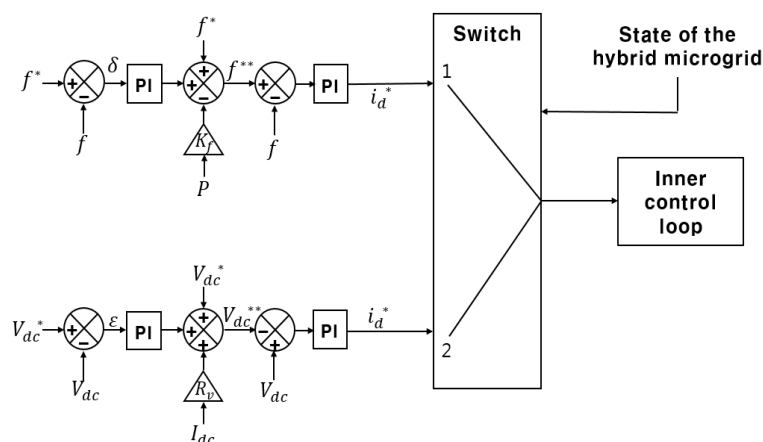 f*
Switch
State of the
hybrid microgrid
f* δ PI f** PI i_d* 1
f f
K_f
P
Inner
control
loop
V_dc*
V_dc* ε PI V_dc** PI i_d* 2
V_dc V_dc
R_v
I_dc